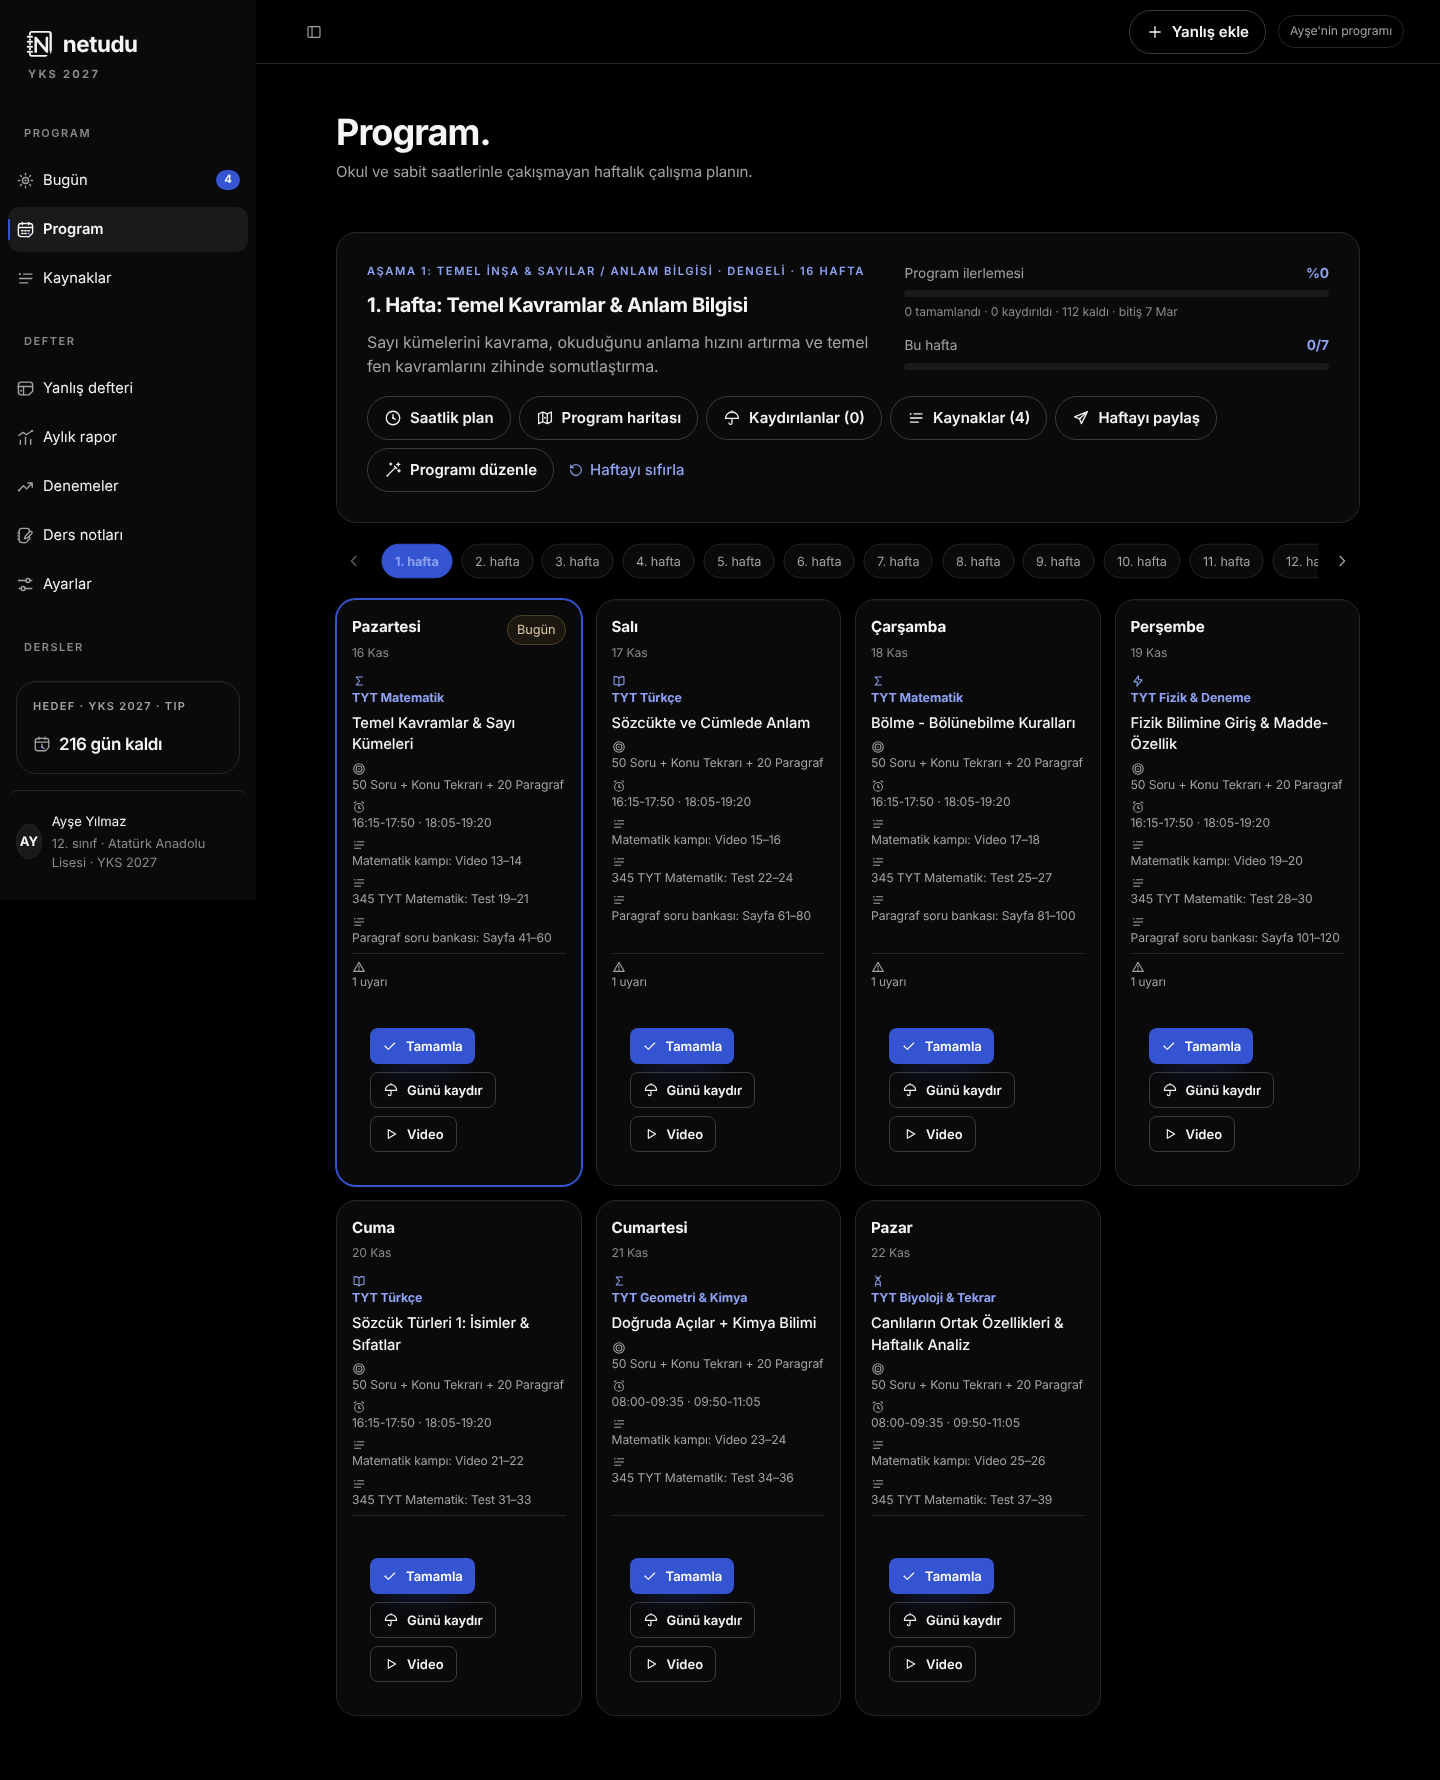 netudu
YKS 2027
PROGRAM
Bugün
4
Program
Kaynaklar
DEFTER
Yanlış defteri
Aylık rapor
Denemeler
Ders notları
Ayarlar
DERSLER
HEDEF · YKS 2027 · TIP
216 gün kaldı
AY
Ayşe Yılmaz
12. sınıf · Atatürk Anadolu
Lisesi · YKS 2027
Yanlış ekle
Ayşe'nin programı
Program.
Okul ve sabit saatlerinle çakışmayan haftalık çalışma planın.
AŞAMA 1: TEMEL İNŞA & SAYILAR / ANLAM BİLGİSİ · DENGELİ · 16 HAFTA
1. Hafta: Temel Kavramlar & Anlam Bilgisi
Sayı kümelerini kavrama, okuduğunu anlama hızını artırma ve temel
fen kavramlarını zihinde somutlaştırma.
Program ilerlemesi
%0
0 tamamlandı · 0 kaydırıldı · 112 kaldı · bitiş 7 Mar
Bu hafta
0/7
Saatlik plan
Program haritası
Kaydırılanlar (0)
Kaynaklar (4)
Haftayı paylaş
Programı düzenle
Haftayı sıfırla
1. hafta
2. hafta
3. hafta
4. hafta
5. hafta
6. hafta
7. hafta
8. hafta
9. hafta
10. hafta
11. hafta
12. ha
Pazartesi
Bugün
16 Kas
TYT Matematik
Temel Kavramlar & Sayı
Kümeleri
50 Soru + Konu Tekrarı + 20 Paragraf
16:15-17:50 · 18:05-19:20
Matematik kampı: Video 13–14
345 TYT Matematik: Test 19–21
Paragraf soru bankası: Sayfa 41–60
1 uyarı
Tamamla
Günü kaydır
Video
Salı
17 Kas
TYT Türkçe
Sözcükte ve Cümlede Anlam
50 Soru + Konu Tekrarı + 20 Paragraf
16:15-17:50 · 18:05-19:20
Matematik kampı: Video 15–16
345 TYT Matematik: Test 22–24
Paragraf soru bankası: Sayfa 61–80
1 uyarı
Tamamla
Günü kaydır
Video
Çarşamba
18 Kas
TYT Matematik
Bölme - Bölünebilme Kuralları
50 Soru + Konu Tekrarı + 20 Paragraf
16:15-17:50 · 18:05-19:20
Matematik kampı: Video 17–18
345 TYT Matematik: Test 25–27
Paragraf soru bankası: Sayfa 81–100
1 uyarı
Tamamla
Günü kaydır
Video
Perşembe
19 Kas
TYT Fizik & Deneme
Fizik Bilimine Giriş & Madde-
Özellik
50 Soru + Konu Tekrarı + 20 Paragraf
16:15-17:50 · 18:05-19:20
Matematik kampı: Video 19–20
345 TYT Matematik: Test 28–30
Paragraf soru bankası: Sayfa 101–120
1 uyarı
Tamamla
Günü kaydır
Video
Cuma
20 Kas
TYT Türkçe
Sözcük Türleri 1: İsimler &
Sıfatlar
50 Soru + Konu Tekrarı + 20 Paragraf
16:15-17:50 · 18:05-19:20
Matematik kampı: Video 21–22
345 TYT Matematik: Test 31–33
Tamamla
Günü kaydır
Video
Cumartesi
21 Kas
TYT Geometri & Kimya
Doğruda Açılar + Kimya Bilimi
50 Soru + Konu Tekrarı + 20 Paragraf
08:00-09:35 · 09:50-11:05
Matematik kampı: Video 23–24
345 TYT Matematik: Test 34–36
Tamamla
Günü kaydır
Video
Pazar
22 Kas
TYT Biyoloji & Tekrar
Canlıların Ortak Özellikleri &
Haftalık Analiz
50 Soru + Konu Tekrarı + 20 Paragraf
08:00-09:35 · 09:50-11:05
Matematik kampı: Video 25–26
345 TYT Matematik: Test 37–39
Tamamla
Günü kaydır
Video